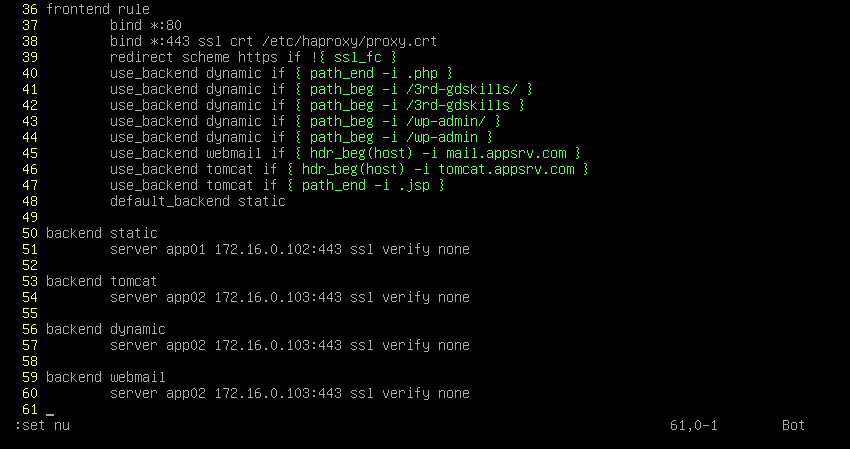 36 frontend rule
37         bind *:80
38         bind *:443 ssl crt /etc/haproxy/proxy.crt
39         redirect scheme https if !{ ssl_fc }
40         use_backend dynamic if { path_end -i .php }
41         use_backend dynamic if { path_beg -i /3rd-gdskills/ }
42         use_backend dynamic if { path_beg -i /3rd-gdskills }
43         use_backend dynamic if { path_beg -i /wp-admin/ }
44         use_backend dynamic if { path_beg -i /wp-admin }
45         use_backend webmail if { hdr_beg(host) -i mail.appsrv.com }
46         use_backend tomcat if { hdr_beg(host) -i tomcat.appsrv.com }
47         use_backend tomcat if { path_end -i .jsp }
48         default_backend static
49
50 backend static
51         server app01 172.16.0.102:443 ssl verify none
52
53 backend tomcat
54         server app02 172.16.0.103:443 ssl verify none
55
56 backend dynamic
57         server app02 172.16.0.103:443 ssl verify none
58
59 backend webmail
60         server app02 172.16.0.103:443 ssl verify none
61
:set nu 61,0-1 Bot